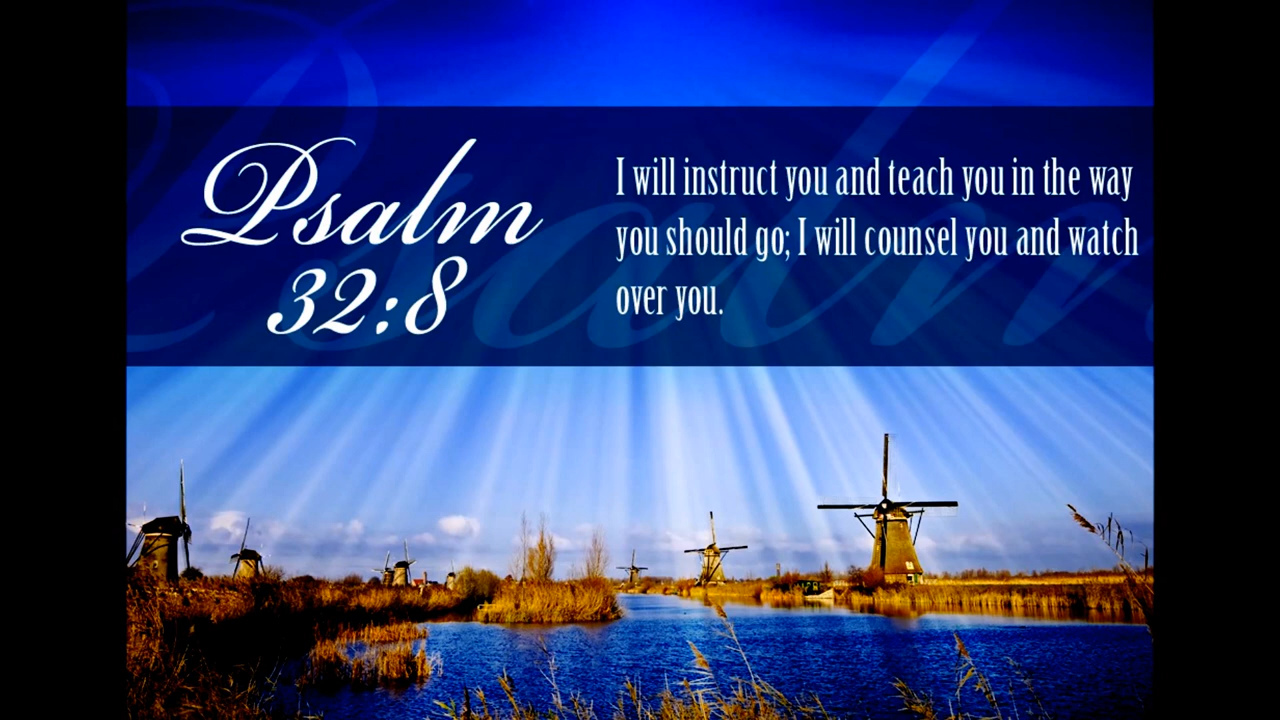 Psalm
32:8
I will instruct you and teach you in the way
you should go; I will counsel you and watch
over you.